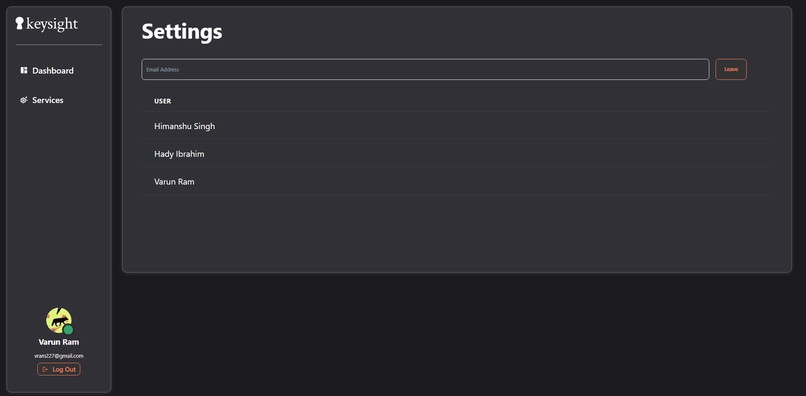 keysight
Dashboard
Services
Varun Ram
vrami227@gmail.com
Log Out
Settings
Email Address
Leave
USER
Himanshu Singh
Hady Ibrahim
Varun Ram